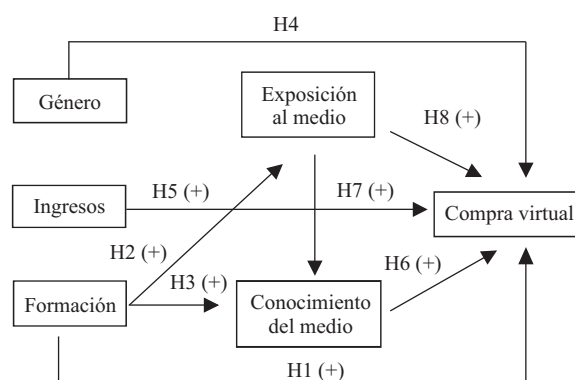 H4
Género
Exposición
al medio
H8 (+)
Ingresos
H5 (+)
H7 (+)
Compra virtual
H2 (+)
H6 (+)
Formación
H3 (+)
Conocimiento
del medio
H1 (+)